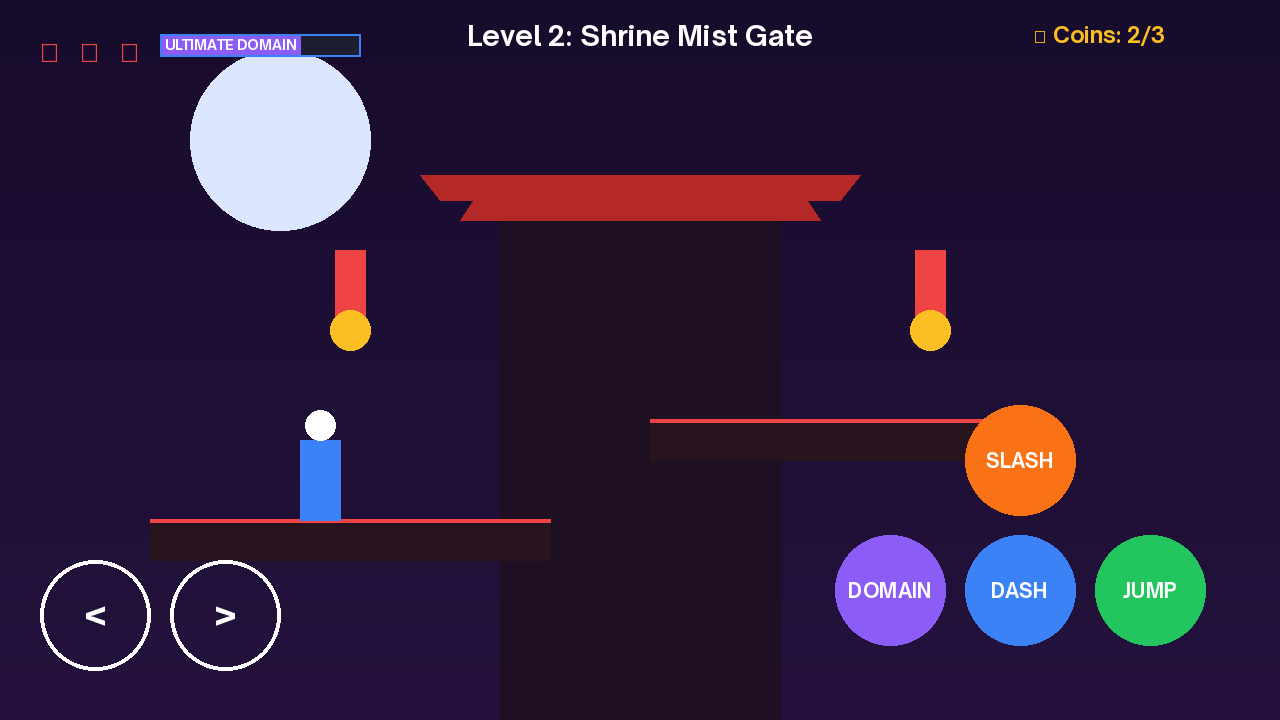 ULTIMATE DOMAIN
Level 2: Shrine Mist Gate
Coins: 2/3
SLASH
DOMAIN
DASH
JUMP
<
>